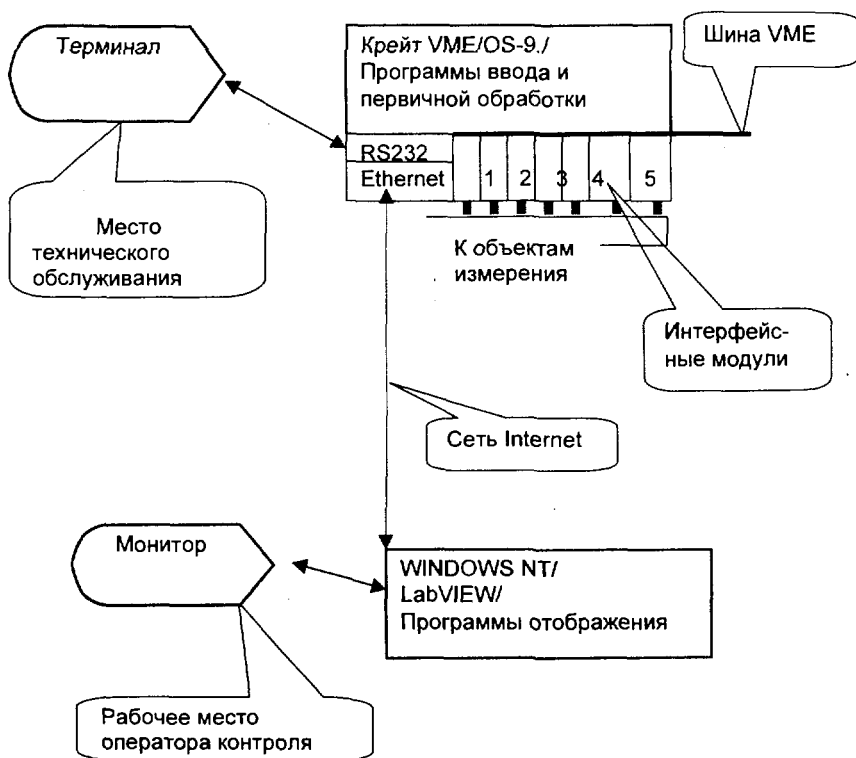 Терминал
Крейт VME/OS-9./
Программы ввода и
первичной обработки
Шина VME
RS232
Ethernet
1 2 3 4 5
Место
технического
обслуживания
К объектам
измерения
Интерфейс-
ные модули
Сеть Internet
Монитор
WINDOWS NT/
LabVIEW/
Программы отображения
Рабочее место
оператора контроля